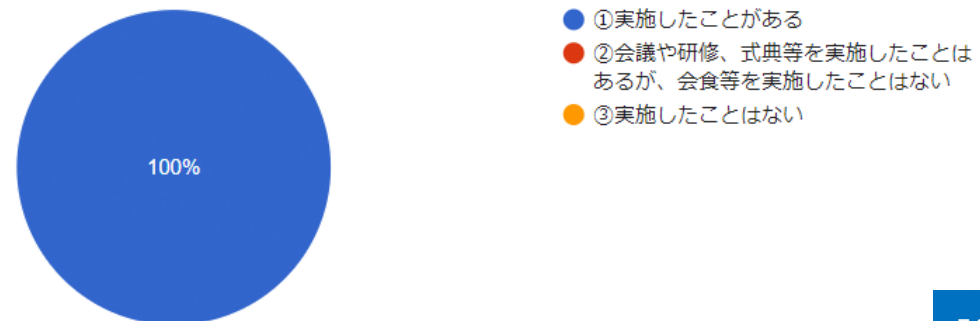 100%
①実施したことがある
②会議や研修、式典等を実施したことは
あるが、会食等を実施したことはない
③実施したことはない